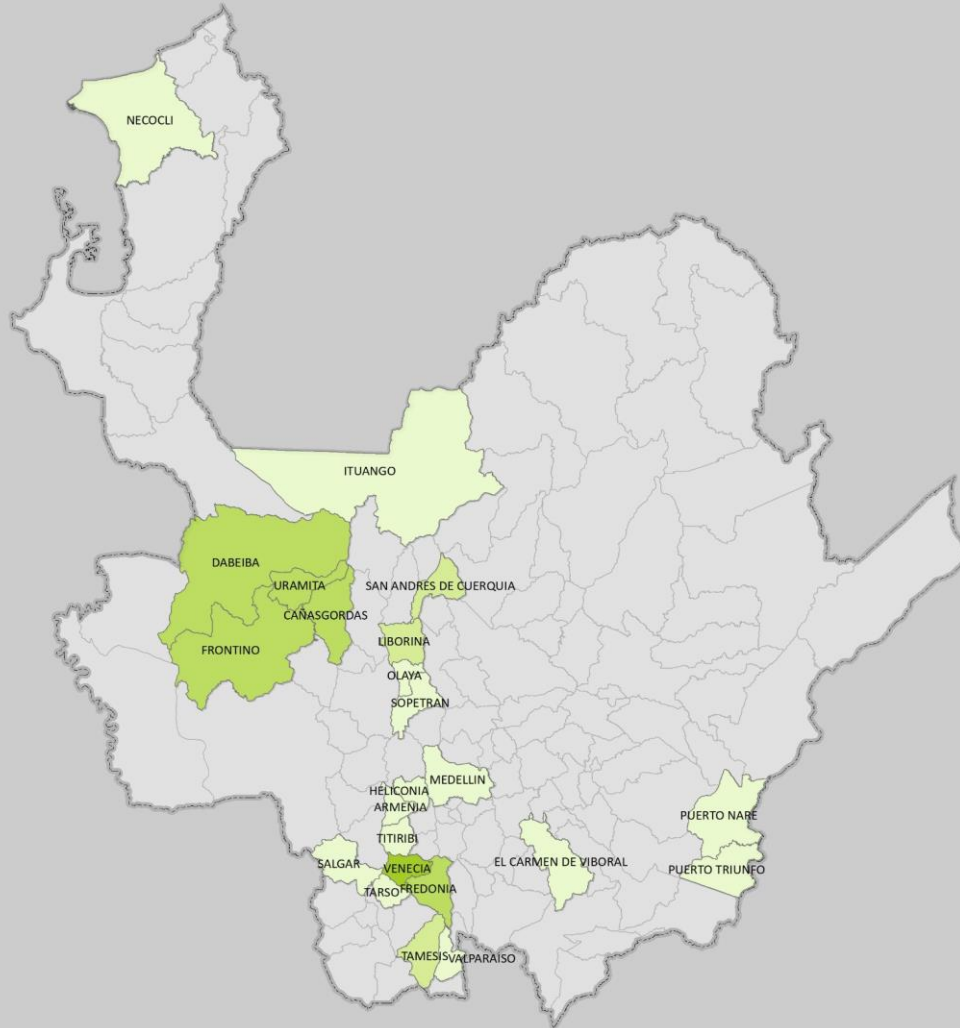 NECOCLI
ITUANGO
DABEIBA
URAMITA
SAN ANDRES DE CUERQUIA
CAÑASGORDAS
LIBORINA
FRONTINO
OLAYA
SOPETRAN
MEDELLIN
HELICONIA
ARMENIA
PUERTO NARE
TITIRIBI
SALGAR
VENECIA
EL CARMEN DE VIBORAL
PUERTO TRIUNFO
TARSO
FREDONIA
TAMESIS
VALPARAISO